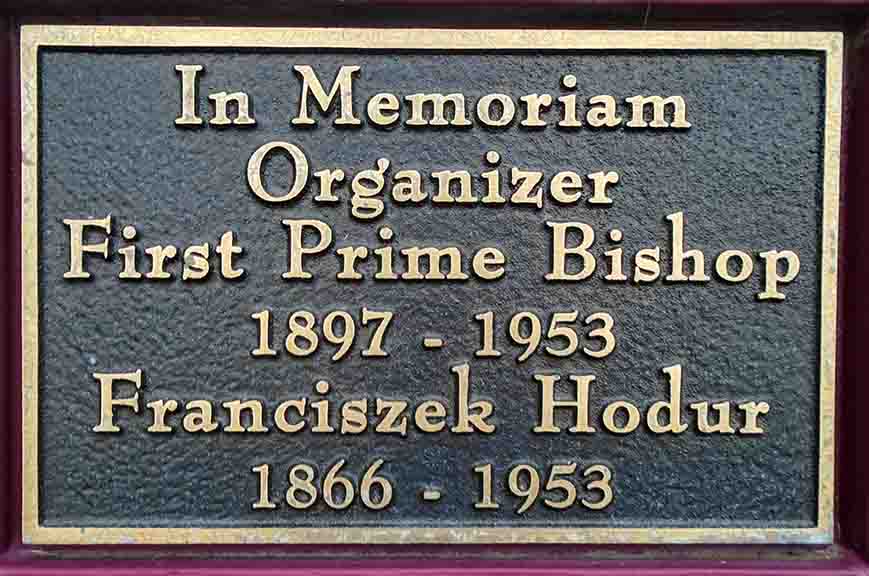 In Memoriam
Organizer
First Prime Bishop
1897 - 1953
Franciszek Hodur
1866 - 1953